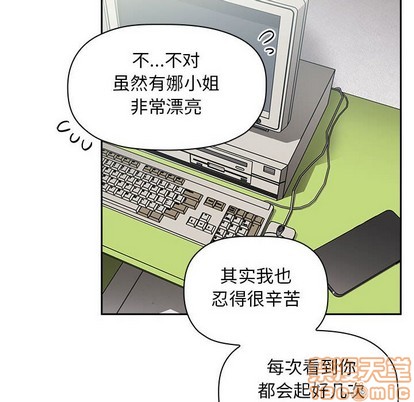 不...不对
虽然有娜小姐
非常漂亮
其实我也
忍得很辛苦
每次看到你
都会起好几次